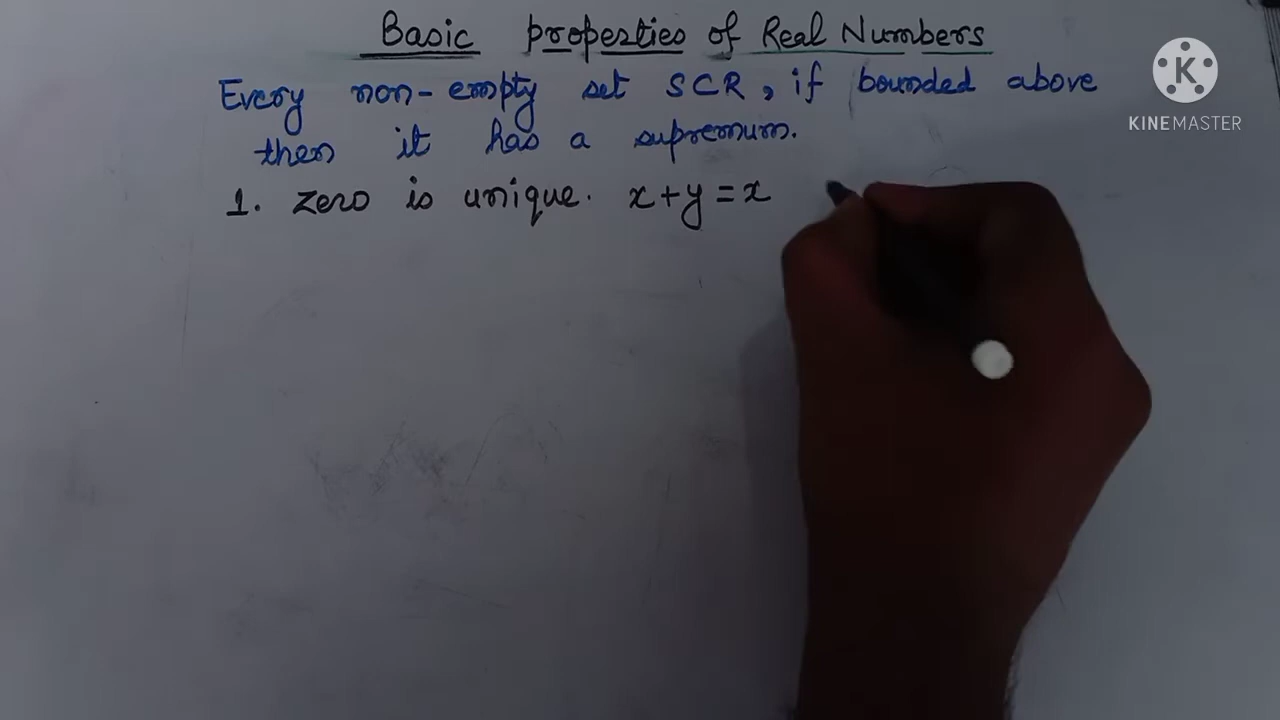 Basic properties of Real Numbers
Every non-empty set S⊂R, if bounded above
then it has a supremum.
1. zero is unique. x+y=x
K
KINEMASTER